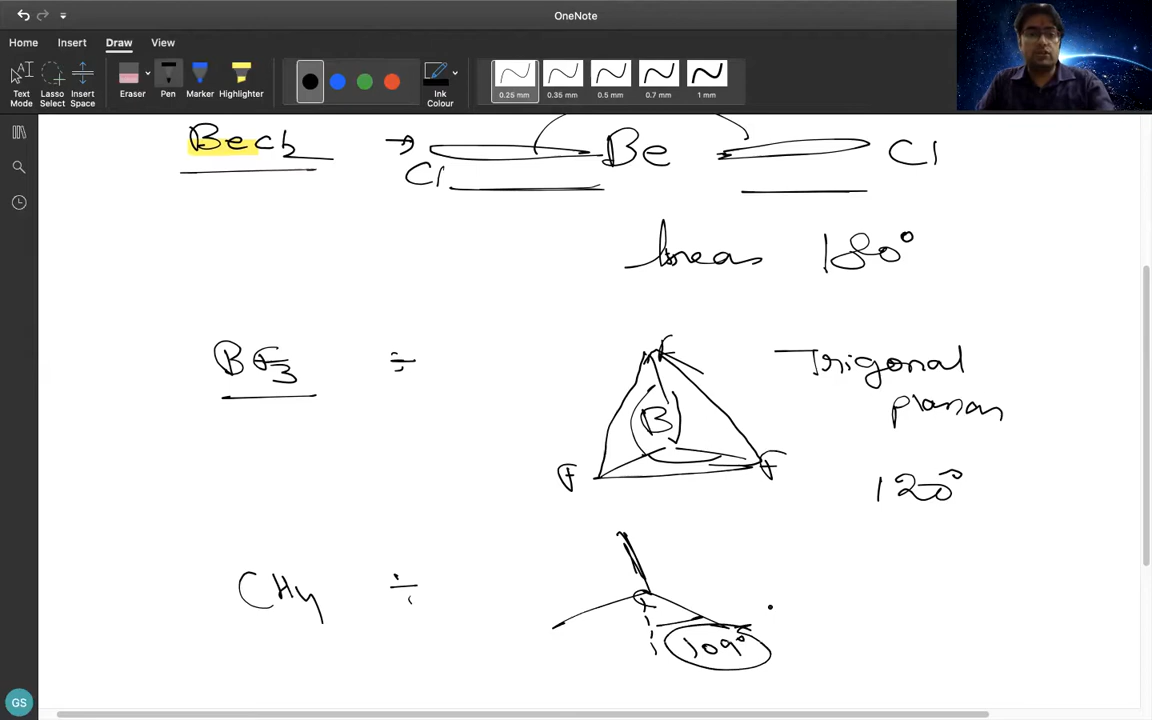 OneNote
Home Insert Draw View
Text Mode
Lasso Select
Insert Space
Eraser
Pen
Marker
Highlighter
Ink Colour
0.25 mm
0.35 mm
0.5 mm
0.7 mm
1 mm
BeCl2 → Cl Be Cl
linear 180°
BF3 ÷
F
B
F F
Trigonal
planar
120°
CH4 ÷
C
109°
GS